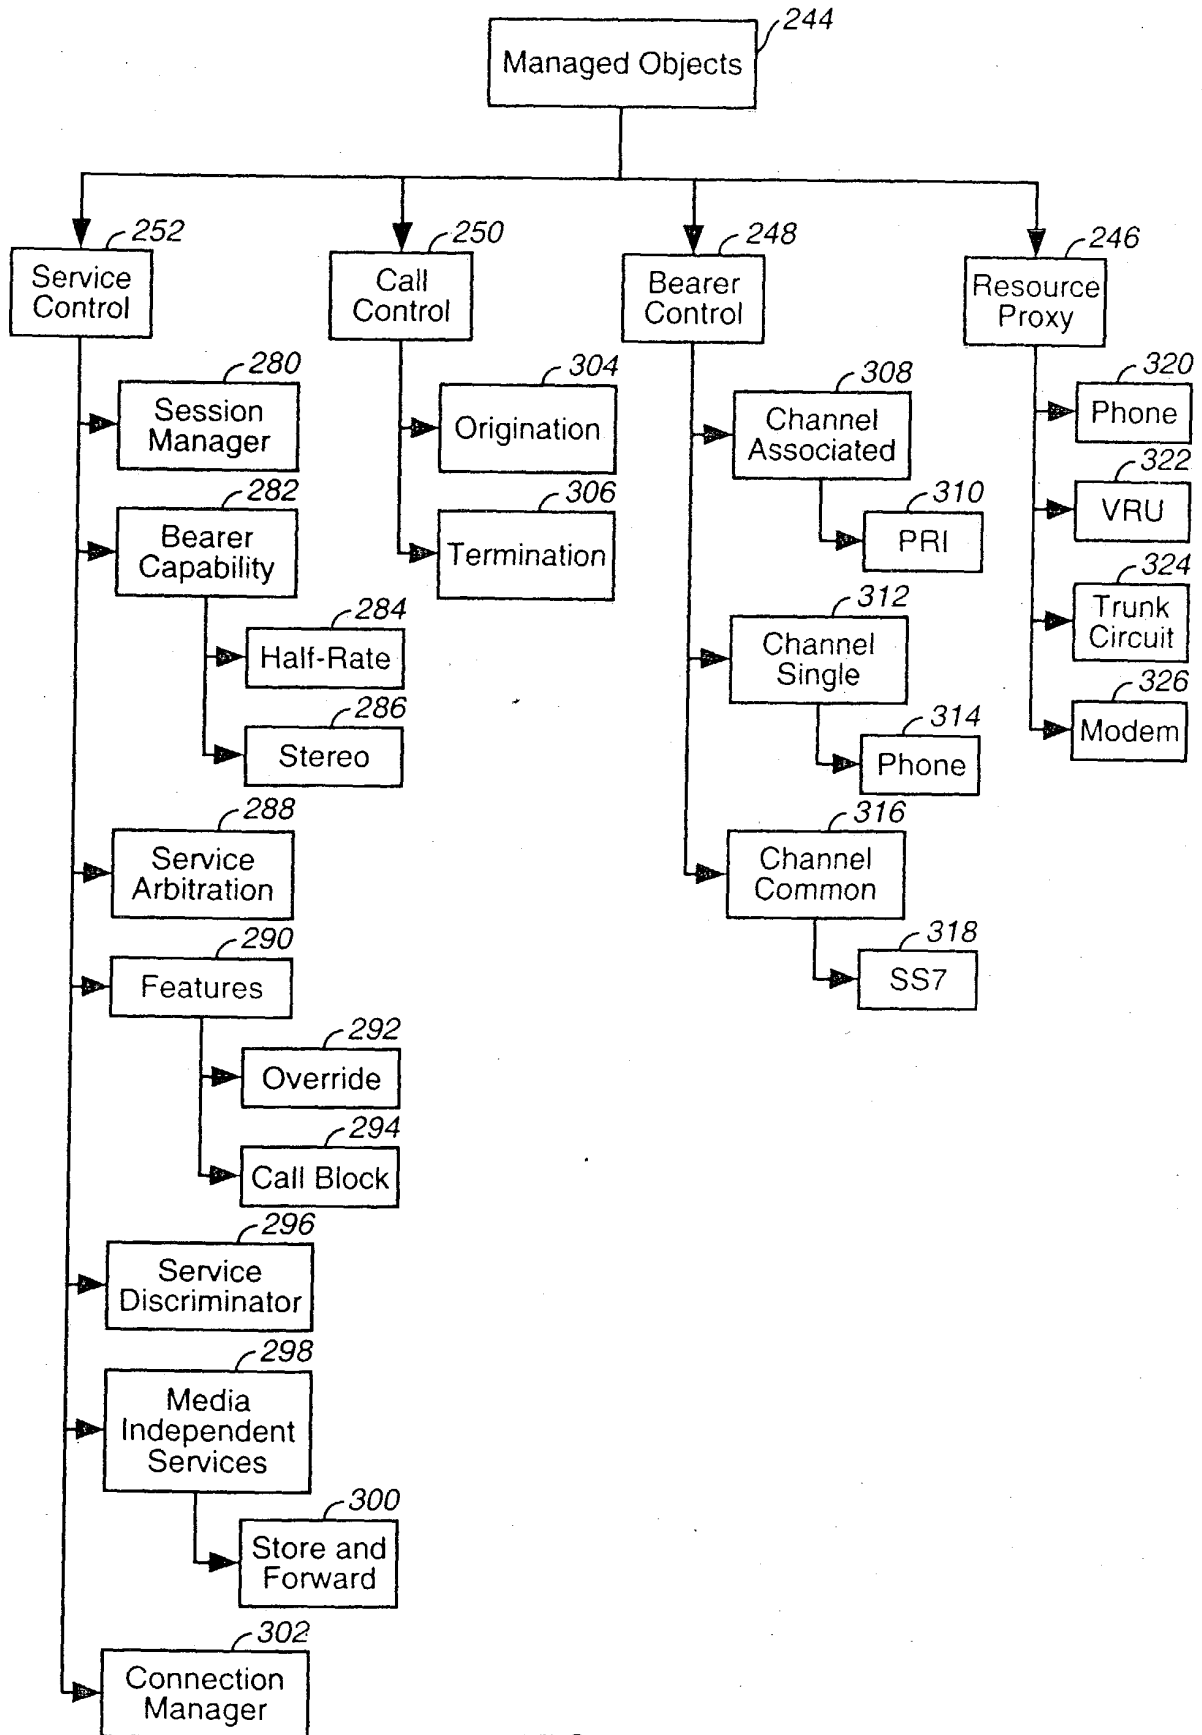 244
Managed Objects
252
Service
Control
250
Call
Control
248
Bearer
Control
246
Resource
Proxy
280
Session
Manager
282
Bearer
Capability
284
Half-Rate
286
Stereo
288
Service
Arbitration
290
Features
292
Override
294
Call Block
296
Service
Discriminator
298
Media
Independent
Services
300
Store and
Forward
302
Connection
Manager
304
Origination
306
Termination
308
Channel
Associated
310
PRI
312
Channel
Single
314
Phone
316
Channel
Common
318
SS7
320
Phone
322
VRU
324
Trunk
Circuit
326
Modem